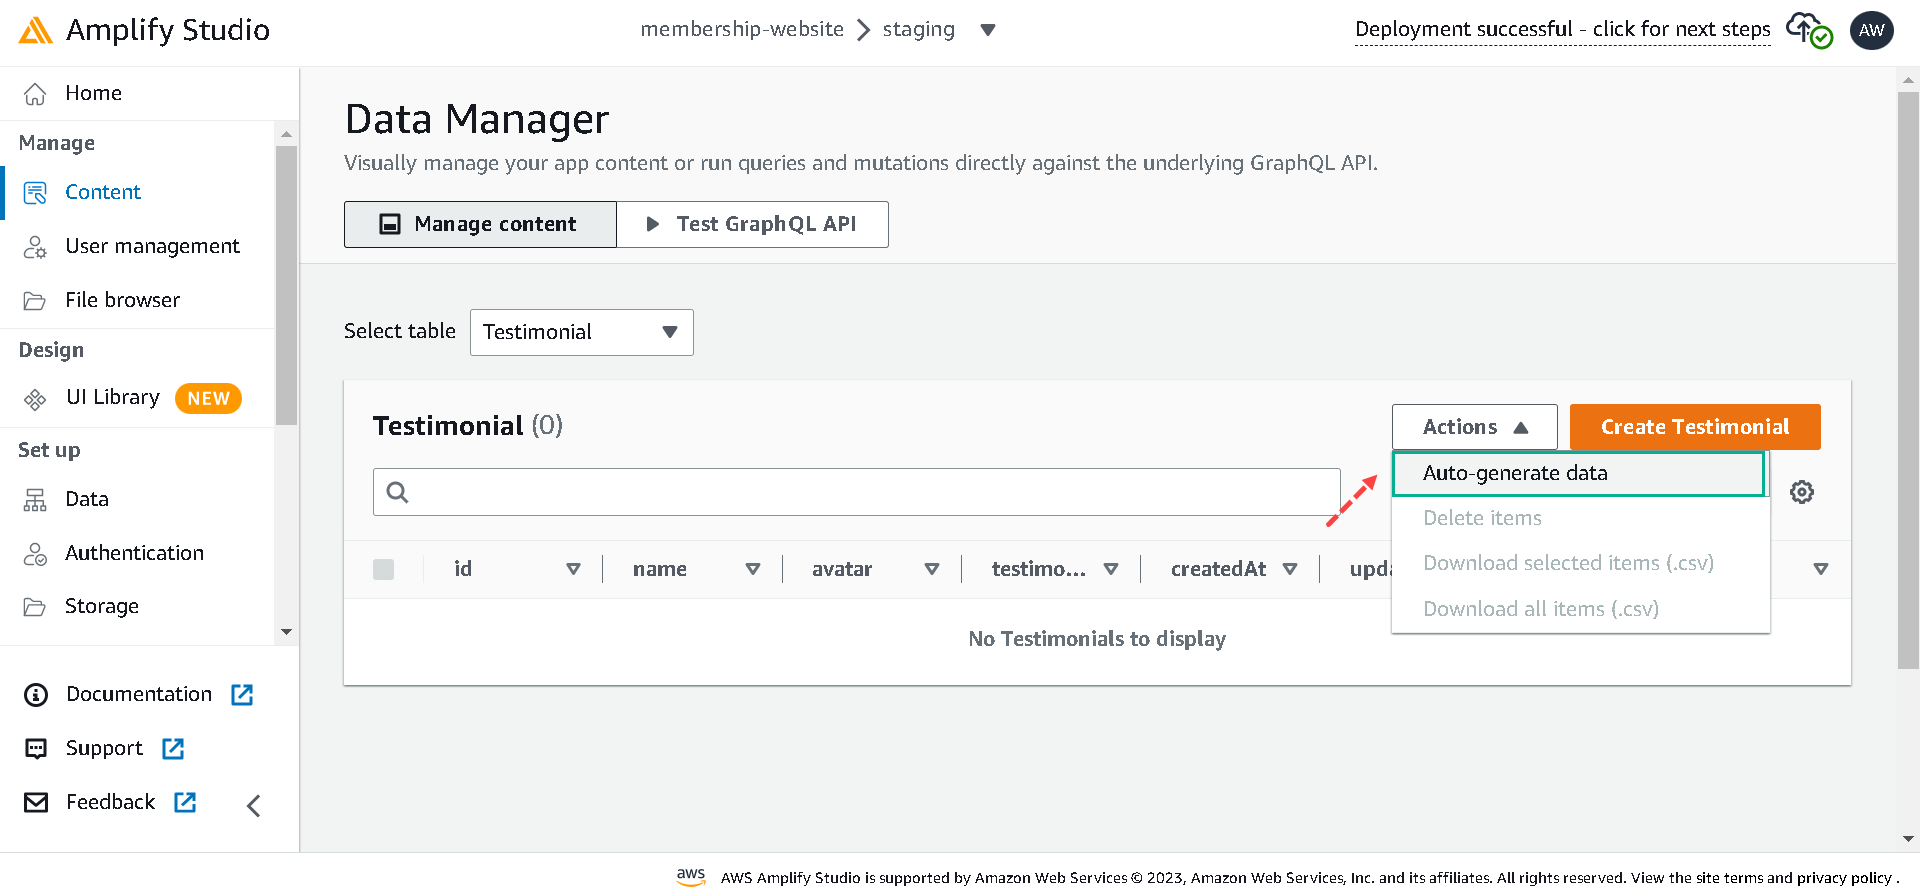 Amplify Studio
membership-website
staging
Deployment successful - click for next steps
AW
Home
Manage
Content
User management
File browser
Design
UI Library NEW
Set up
Data
Authentication
Storage
Documentation
Support
Feedback
Data Manager
Visually manage your app content or run queries and mutations directly against the underlying GraphQL API.
Manage content
Test GraphQL API
Select table
Testimonial
Testimonial (0)
Actions
Create Testimonial
Auto-generate data
Delete items
Download selected items (.csv)
Download all items (.csv)
id name avatar testimo... createdAt upda
No Testimonials to display
aws AWS Amplify Studio is supported by Amazon Web Services © 2023, Amazon Web Services, Inc. and its affiliates. All rights reserved. View the site terms and privacy policy .